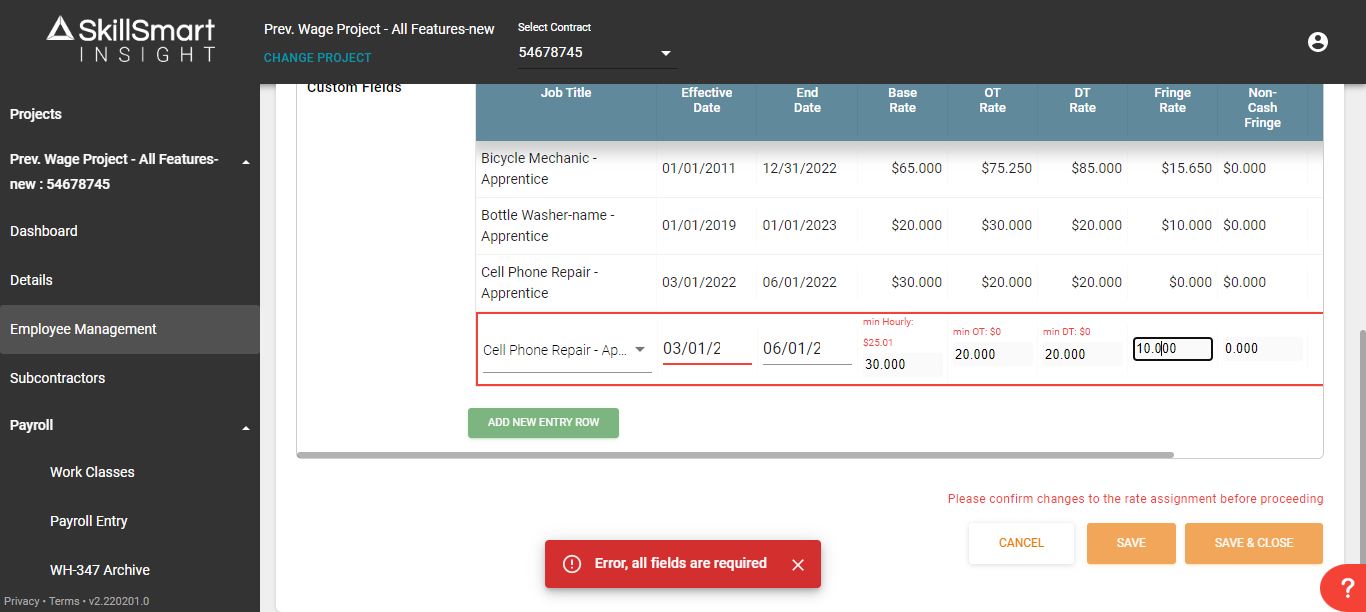 SkillSmart
INSIGHT
Prev. Wage Project - All Features-new
CHANGE PROJECT
Select Contract
54678745
Projects
Prev. Wage Project - All Features-
new : 54678745
Dashboard
Details
Employee Management
Subcontractors
Payroll
Work Classes
Payroll Entry
WH-347 Archive
Privacy • Terms • v2.220201.0
Custom Fields
Job Title
Effective
Date
End
Date
Base
Rate
OT
Rate
DT
Rate
Fringe
Rate
Non-
Cash
Fringe
Bicycle Mechanic -
Apprentice
01/01/2011
12/31/2022
$65.000
$75.250
$85.000
$15.650
$0.000
Bottle Washer-name -
Apprentice
01/01/2019
01/01/2023
$20.000
$30.000
$20.000
$10.000
$0.000
Cell Phone Repair -
Apprentice
03/01/2022
06/01/2022
$30.000
$20.000
$20.000
$0.000
$0.000
Cell Phone Repair - Ap...
03/01/2
06/01/2
min Hourly:
$25.01
30.000
min OT: $0
20.000
min DT: $0
20.000
10.000
0.000
ADD NEW ENTRY ROW
Please confirm changes to the rate assignment before proceeding
CANCEL
SAVE
SAVE & CLOSE
Error, all fields are required
?